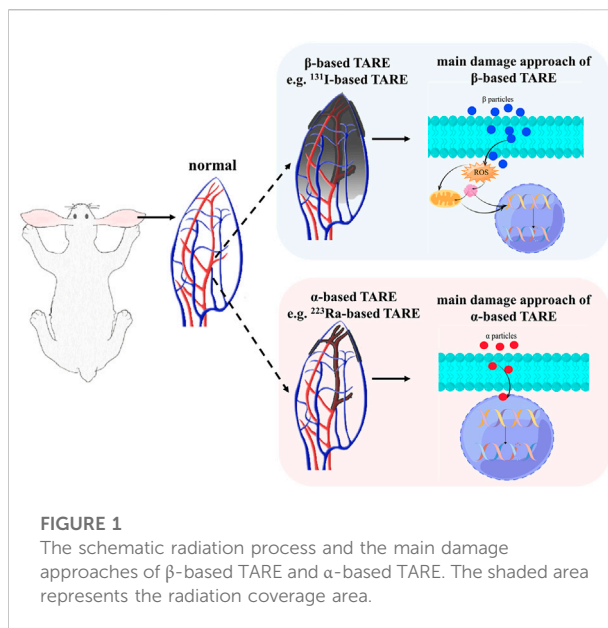 β-based TARE
e.g. ¹³¹I-based TARE
main damage approach of
β-based TARE
β particles
ROS
normal
α-based TARE
e.g. ²²³Ra-based TARE
main damage approach of
α-based TARE
α particles
FIGURE 1
The schematic radiation process and the main damage
approaches of β-based TARE and α-based TARE. The shaded area
represents the radiation coverage area.